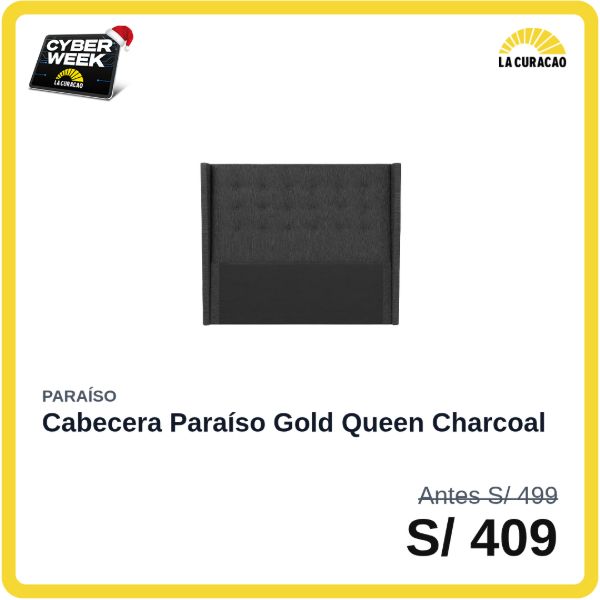 CYBER
WEEK
LA CURACAO
LA CURACAO
PARAÍSO
Cabecera Paraíso Gold Queen Charcoal
Antes S/ 499
S/ 409